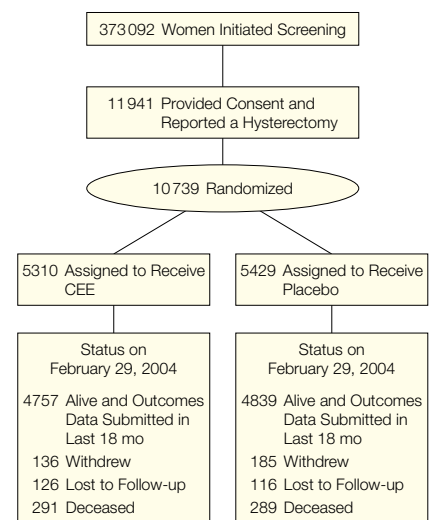 373 092 Women Initiated Screening
11 941 Provided Consent and
Reported a Hysterectomy
10 739 Randomized
5310 Assigned to Receive
CEE
5429 Assigned to Receive
Placebo
Status on
February 29, 2004
4757 Alive and Outcomes
Data Submitted in
Last 18 mo
136 Withdrew
126 Lost to Follow-up
291 Deceased
Status on
February 29, 2004
4839 Alive and Outcomes
Data Submitted in
Last 18 mo
185 Withdrew
116 Lost to Follow-up
289 Deceased